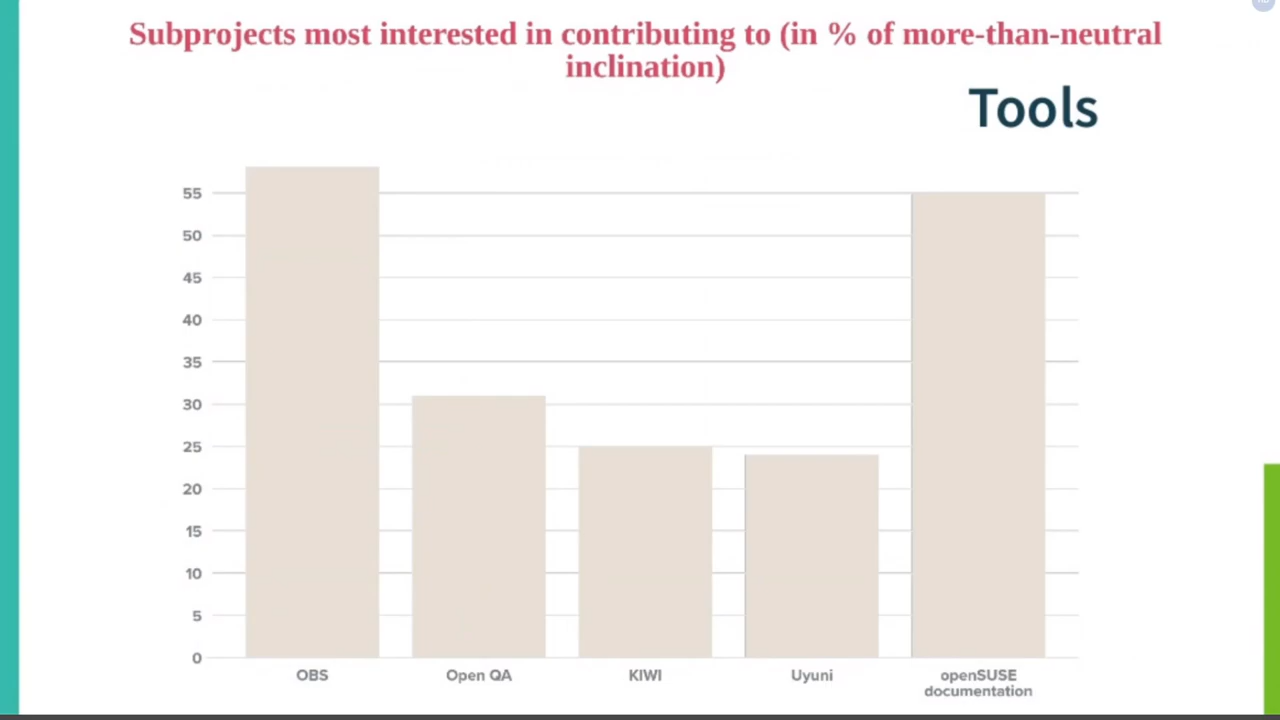 Subprojects most interested in contributing to (in % of more-than-neutral
inclination)
Tools
55
50
45
40
35
30
25
20
15
10
5
0
OBS
Open QA
KIWI
Uyuni
openSUSE
documentation